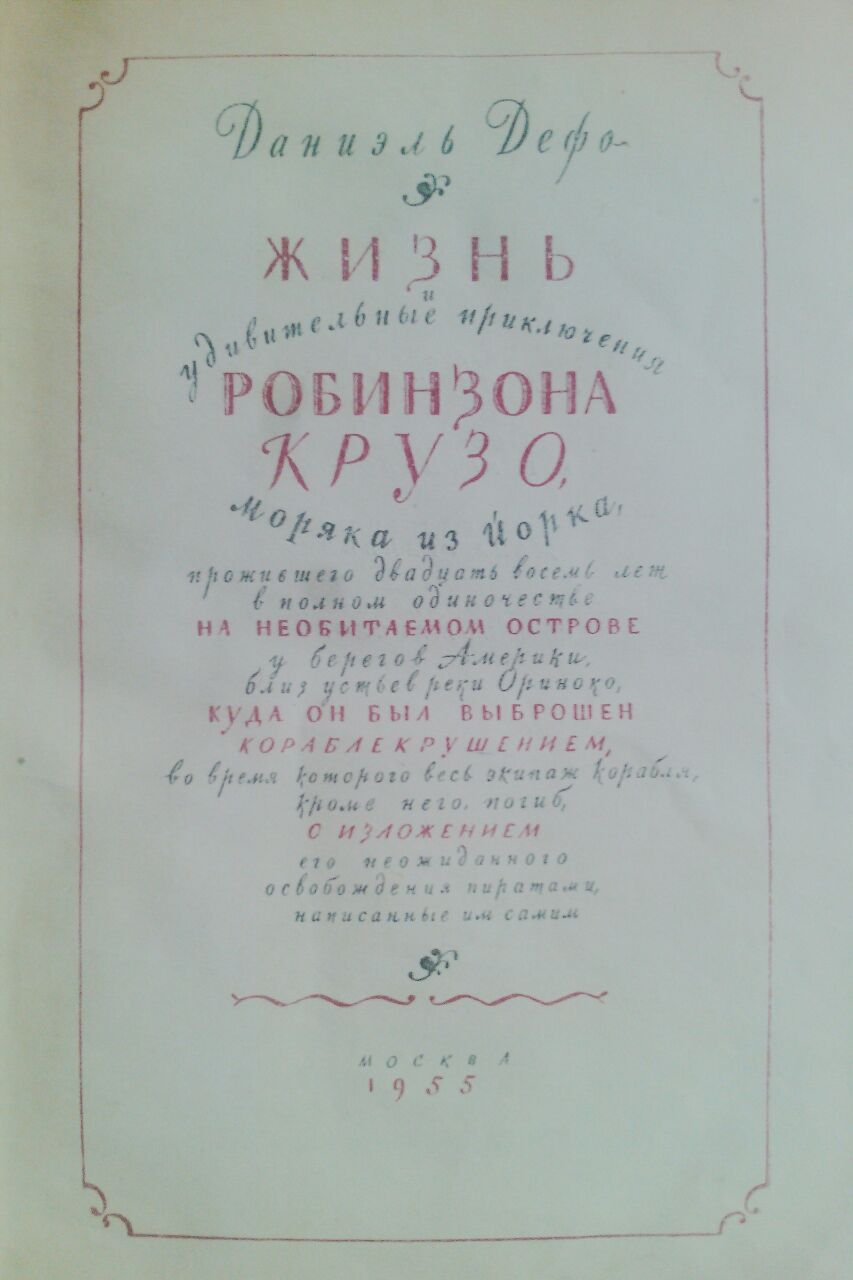 Даниэль Дефо
ЖИЗНЬ
и
удивительные приключения
РОБИНЗОНА
КРУЗО,
моряка из Йорка,
прожившего двадцать восемь лет
в полном одиночестве
НА НЕОБИТАЕМОМ ОСТРОВЕ
у берегов Америки,
близ устьев реки Ориноко,
КУДА ОН БЫЛ ВЫБРОШЕН
КОРАБЛЕКРУШЕНИЕМ,
во время которого весь экипаж корабля,
кроме него, погиб,
С ИЗЛОЖЕНИЕМ
его неожиданного
освобождения пиратами,
написанные им самим
МОСКВА
1955